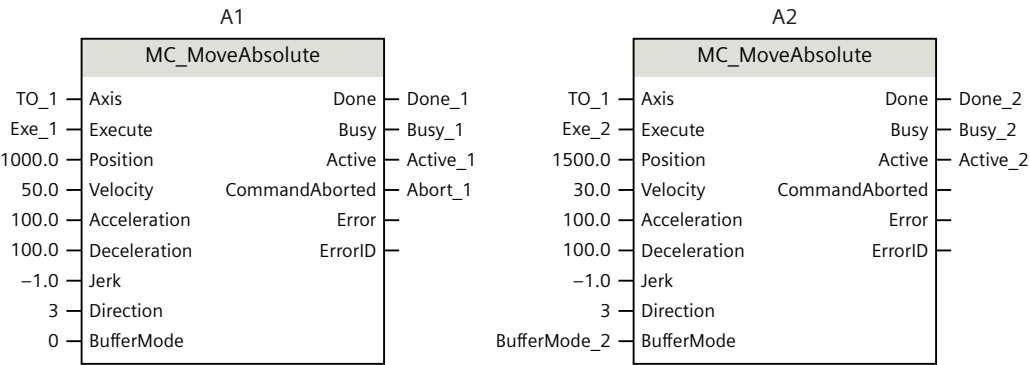 A1 A2
MC_MoveAbsolute MC_MoveAbsolute
TO_1 Axis Done Done_1 TO_1 Axis Done Done_2
Exe_1 Execute Busy Busy_1 Exe_2 Execute Busy Busy_2
1000.0 Position Active Active_1 1500.0 Position Active Active_2
50.0 Velocity CommandAborted Abort_1 30.0 Velocity CommandAborted
100.0 Acceleration Error 100.0 Acceleration Error
100.0 Deceleration ErrorID 100.0 Deceleration ErrorID
−1.0 Jerk −1.0 Jerk
3 Direction 3 Direction
0 BufferMode BufferMode_2 BufferMode